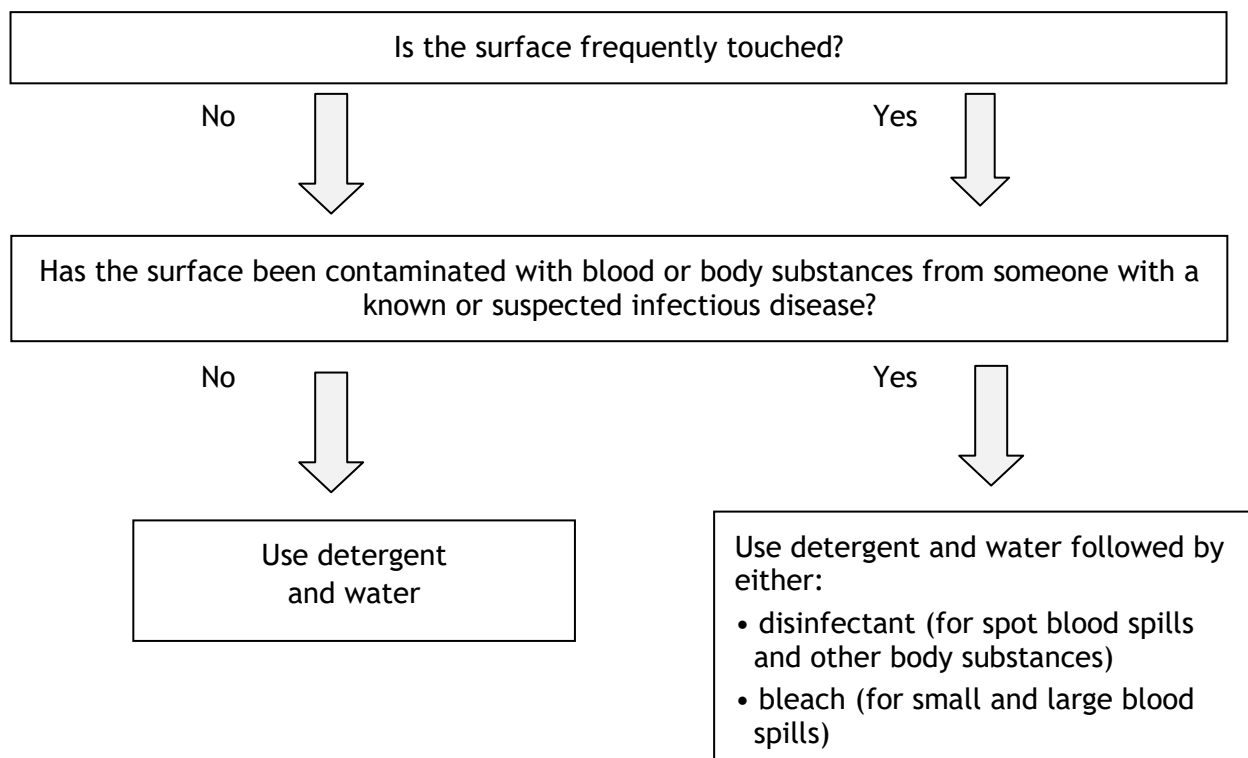 Is the surface frequently touched?
No
Yes
Has the surface been contaminated with blood or body substances from someone with a
known or suspected infectious disease?
No
Yes
Use detergent
and water
Use detergent and water followed by
either:
• disinfectant (for spot blood spills
and other body substances)
• bleach (for small and large blood
spills)